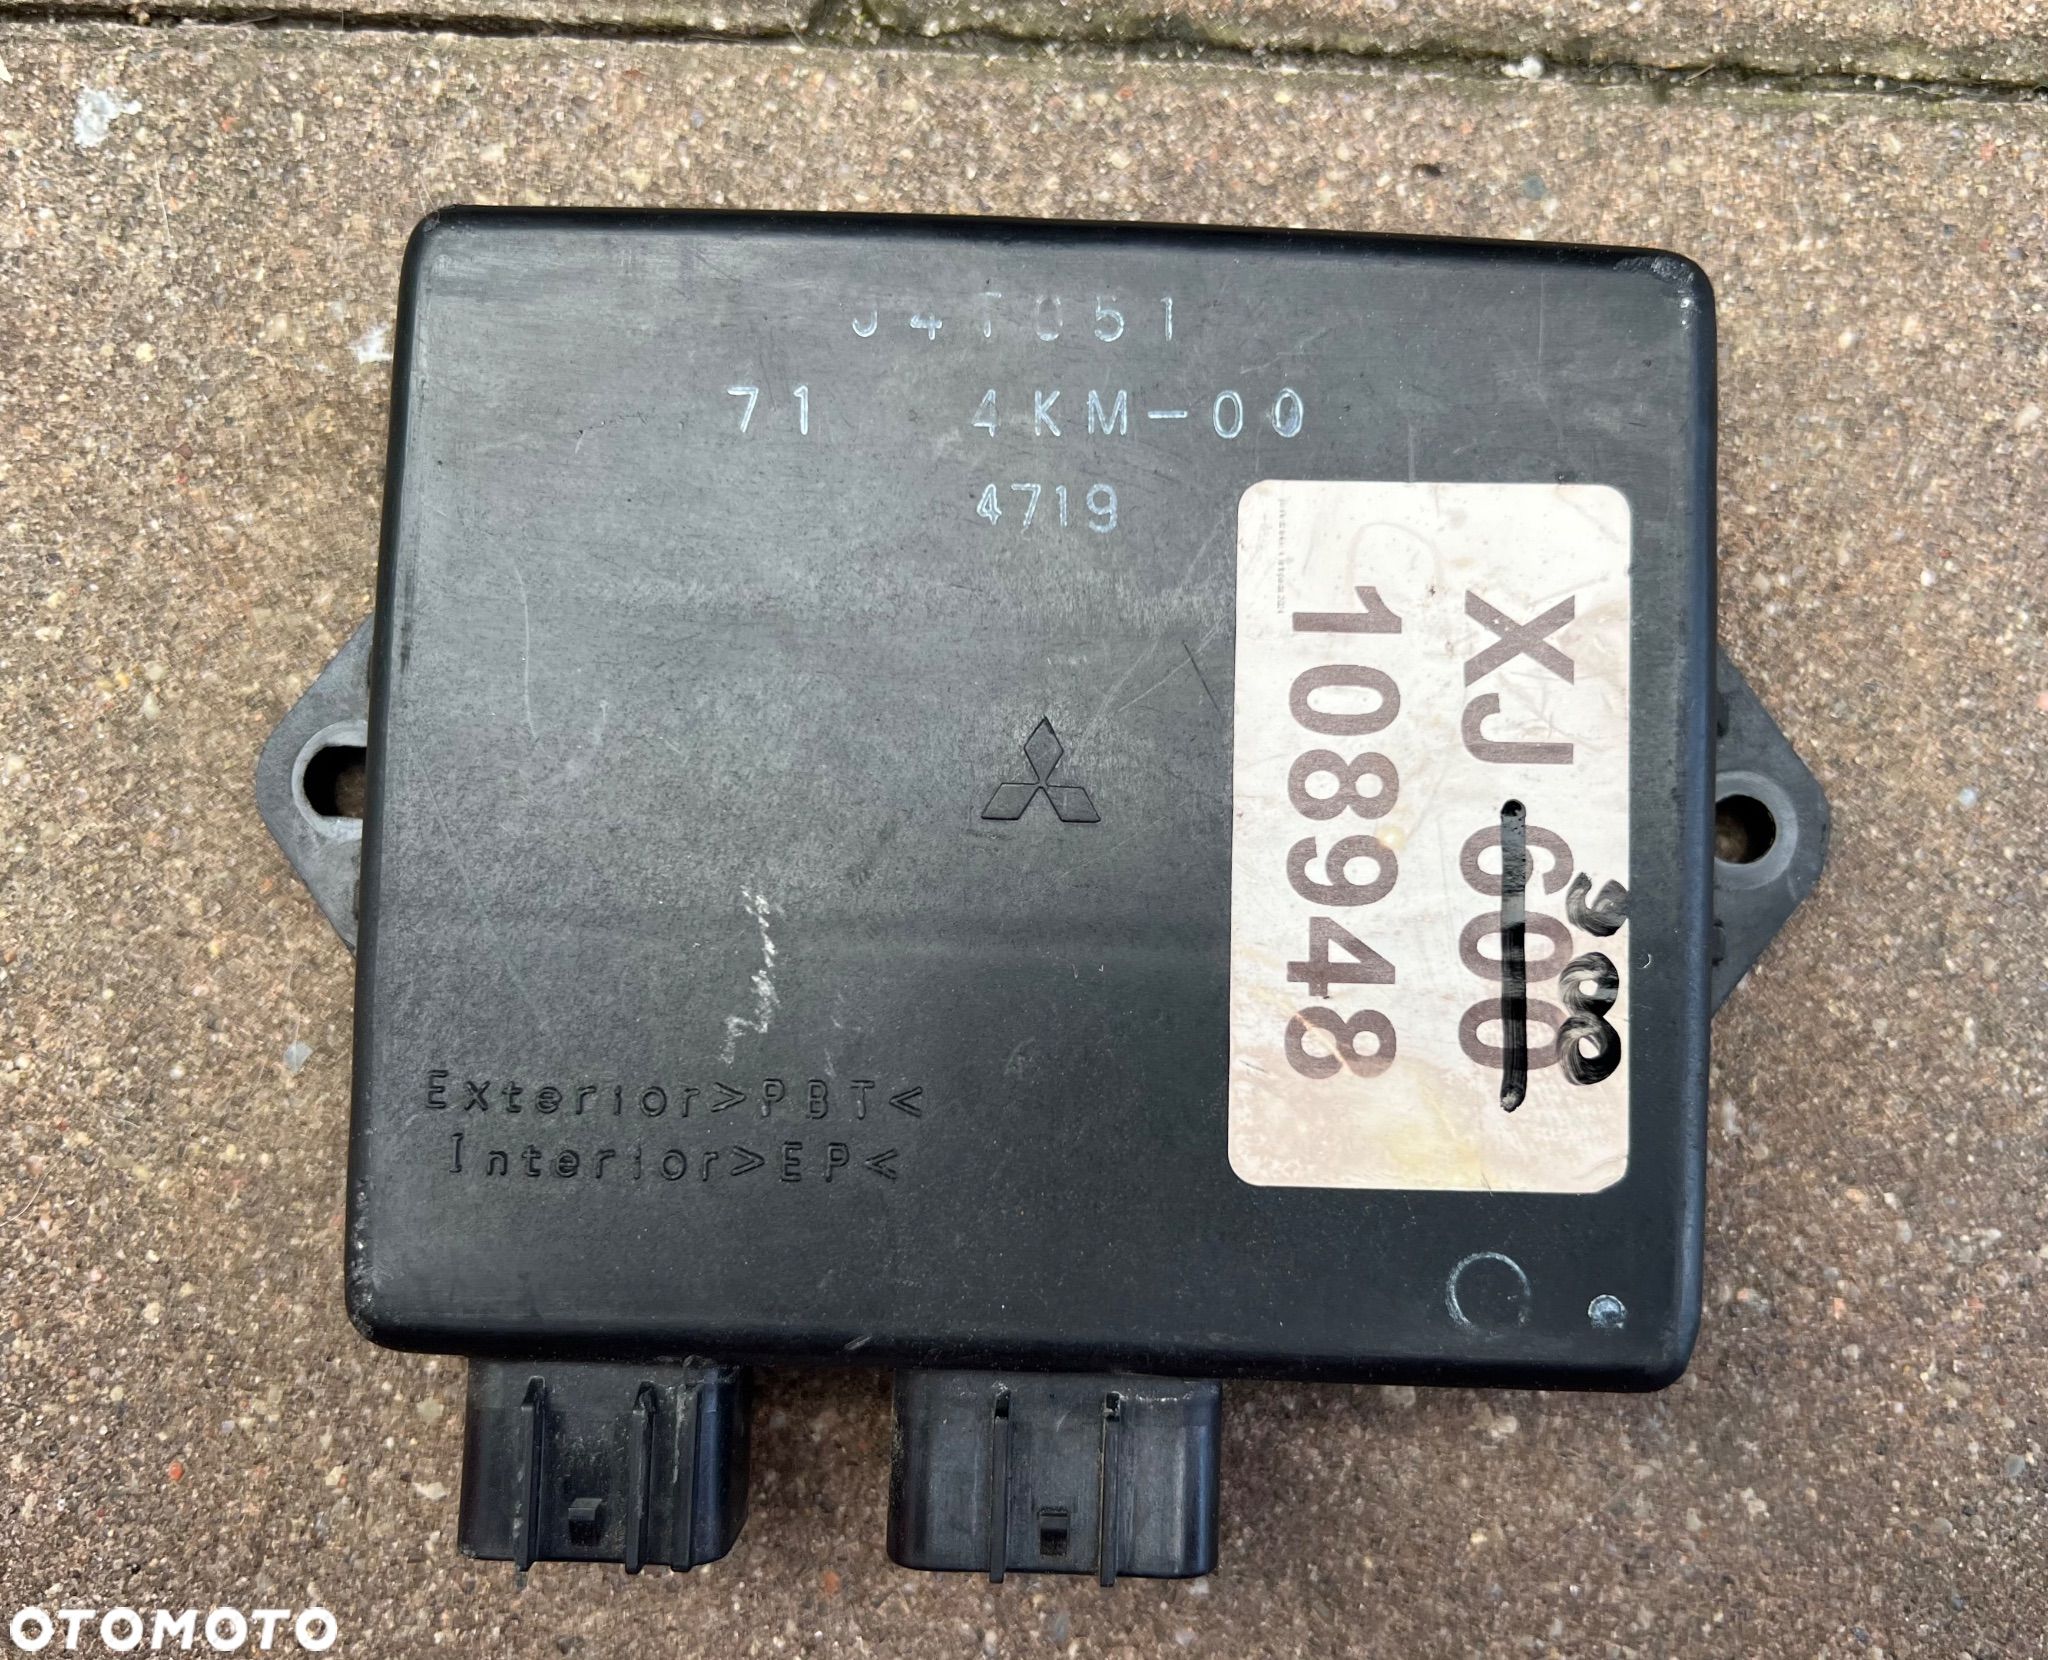 J4T051
71 4KM-00
4719
XJ 600
900
108948
Exterior>PBT<
Interior>EP<
OTOMOTO